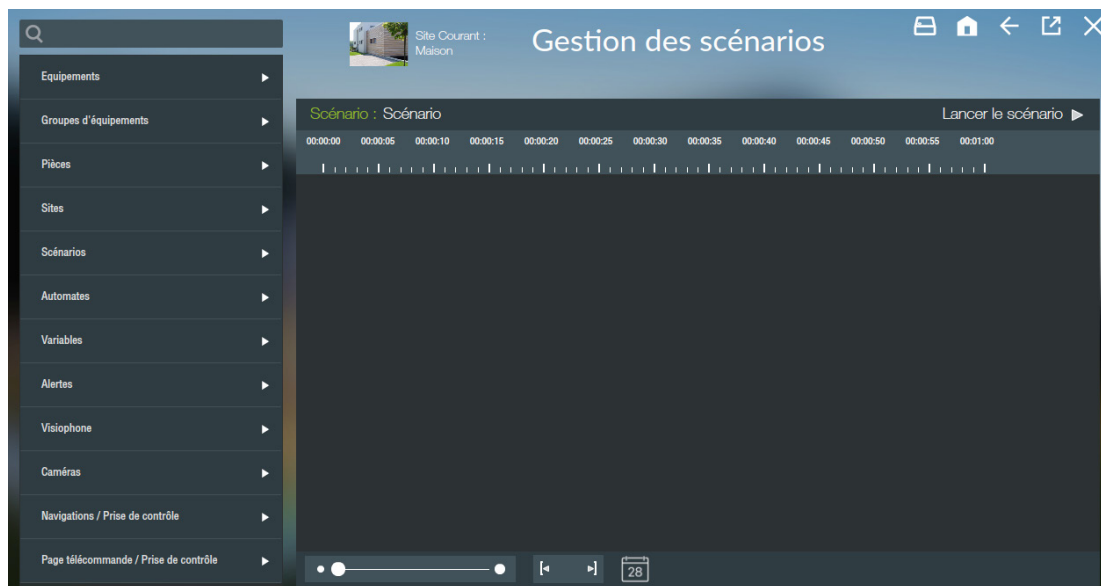 Site Courant :
Maison
Gestion des scénarios
Equipements
Groupes d'équipements
Pièces
Sites
Scénarios
Automates
Variables
Alertes
Visiophone
Caméras
Navigations / Prise de contrôle
Page télécommande / Prise de contrôle
Scénario : Scénario
Lancer le scénario
00:00:00 00:00:05 00:00:10 00:00:15 00:00:20 00:00:25 00:00:30 00:00:35 00:00:40 00:00:45 00:00:50 00:00:55 00:01:00
28